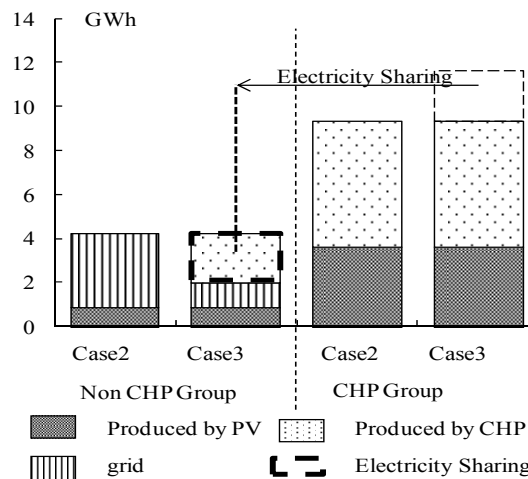 14 GWh
12
Electricity Sharing
10
8
6
4
2
0
Case2 Case3 Case2 Case3
Non CHP Group CHP Group
Produced by PV Produced by CHP
grid Electricity Sharing